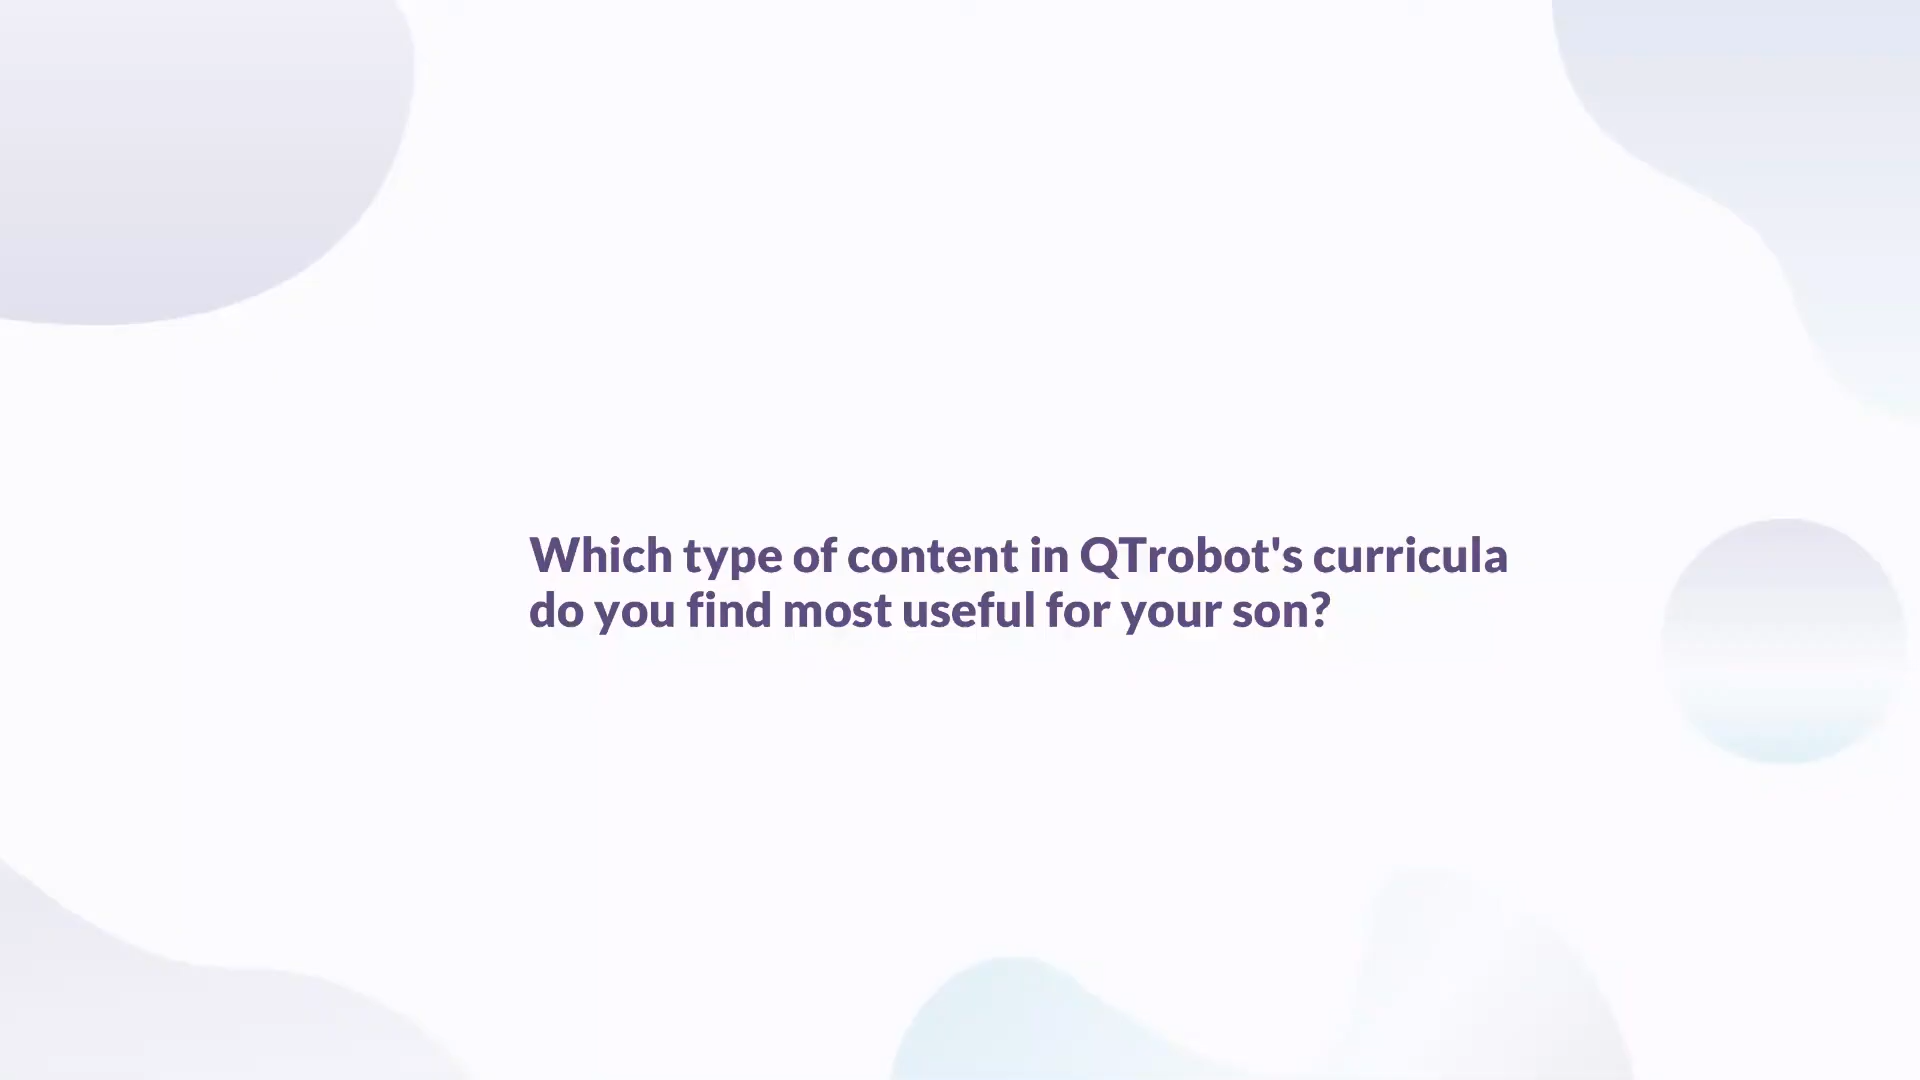 Which type of content in QTrobot's curricula
do you find most useful for your son?